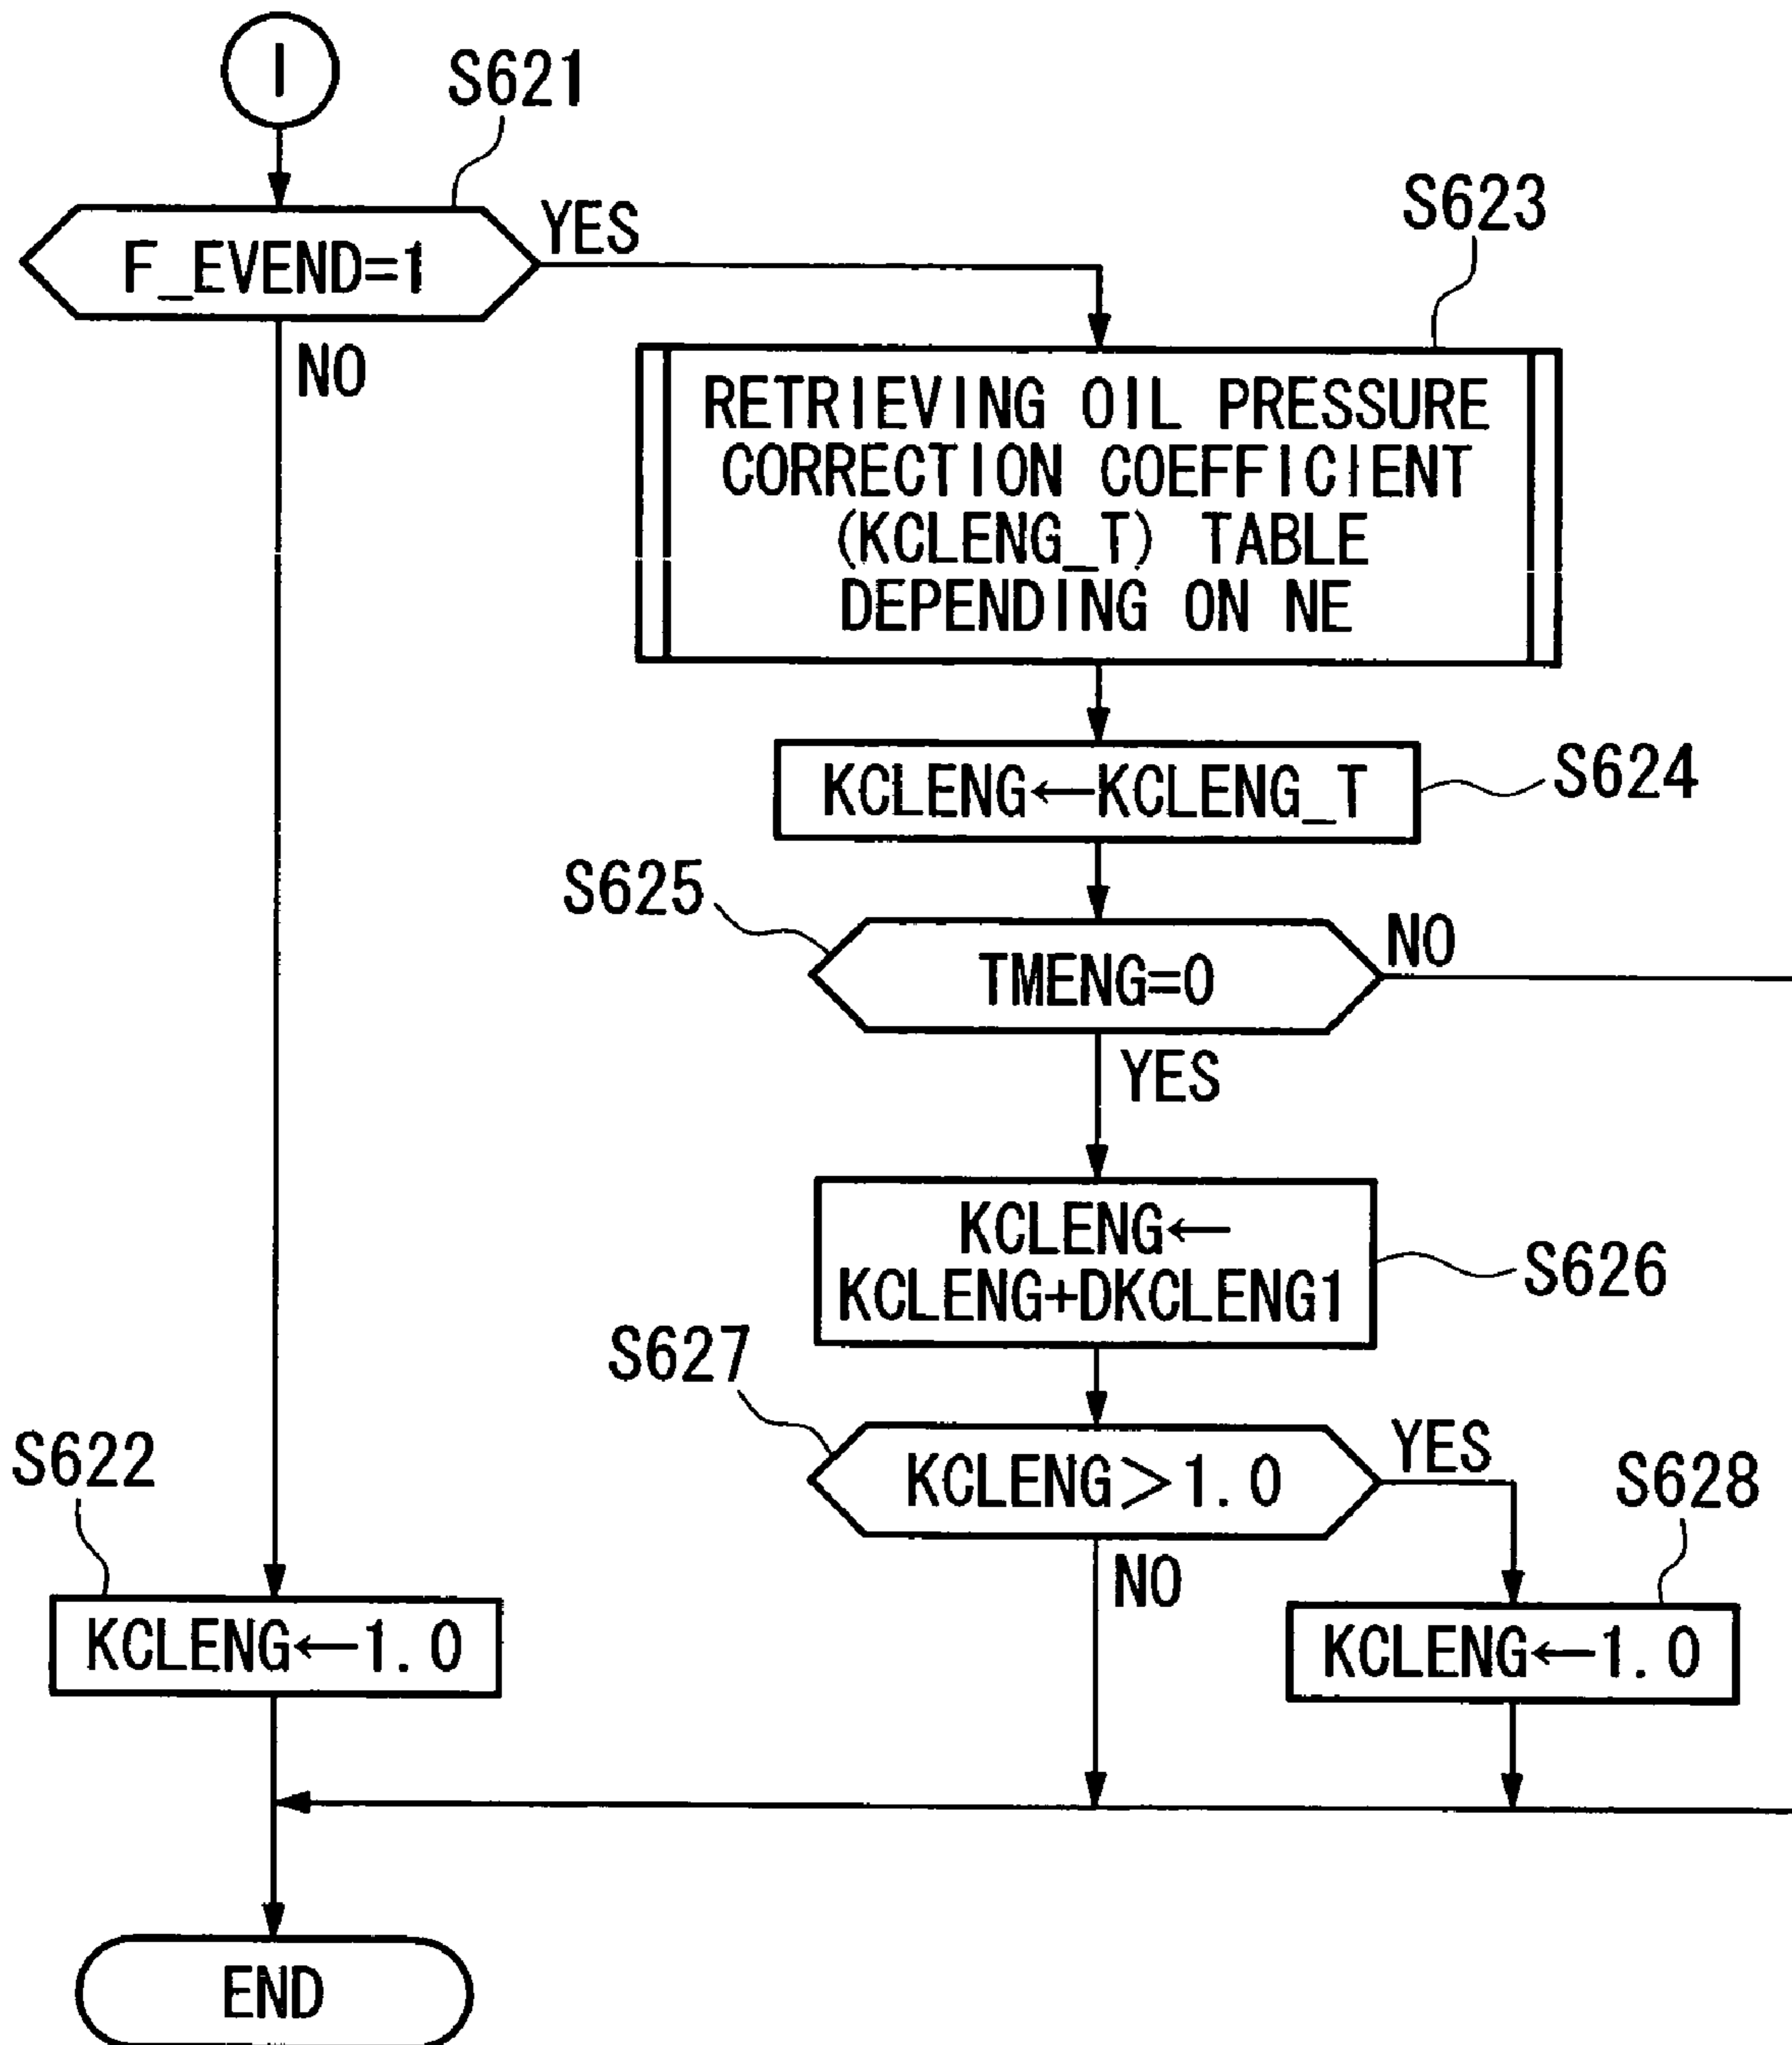 I
S621
F_EVEND=1
YES
NO
S623
RETRIEVING OIL PRESSURE
CORRECTION COEFFICIENT
(KCLENG_T) TABLE
DEPENDING ON NE
KCLENG←KCLENG_T
S624
S625
TMENG=0
NO
YES
KCLENG←
KCLENG+DKCLENG1
S626
S627
KCLENG>1.0
YES
NO
S622
KCLENG←1.0
S628
KCLENG←1.0
END